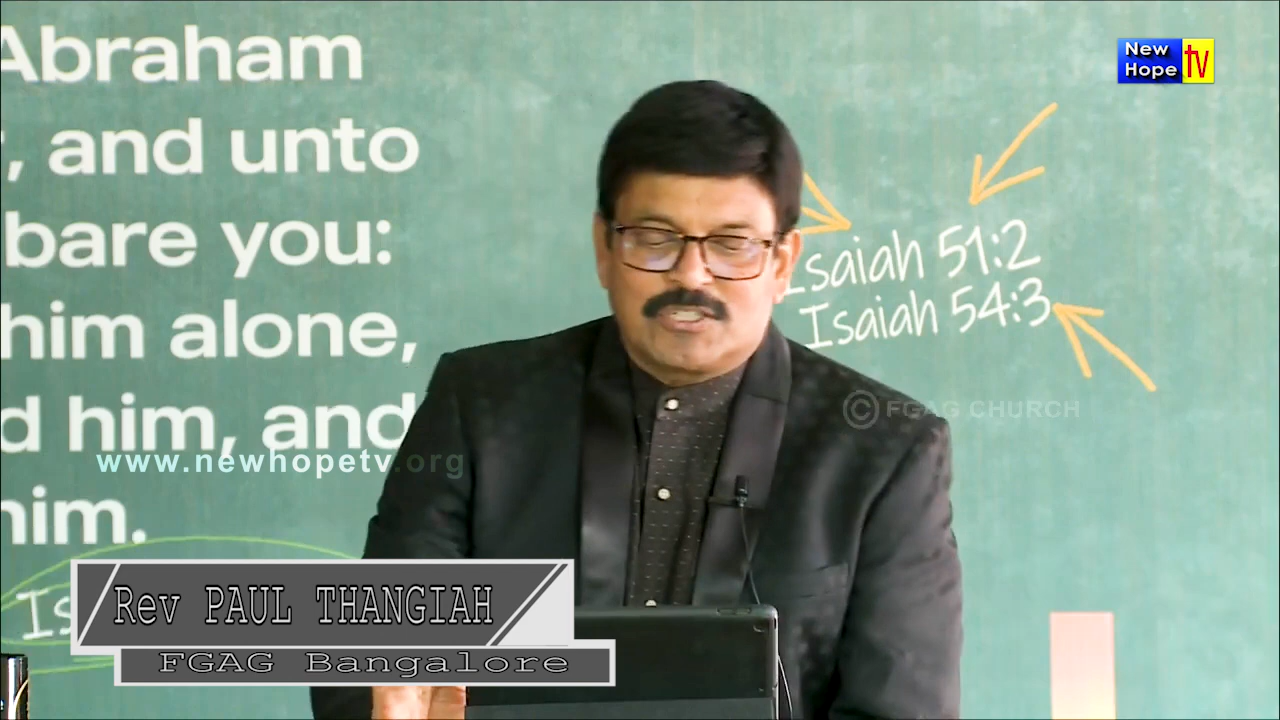 Abraham
, and unto
bare you:
him alone,
him, and
him.
Isaiah 51:2
Isaiah 54:3
New
Hope TV
© FGAG CHURCH
www.newhopetv.org
Rev PAUL THANGIAH
FGAG Bangalore